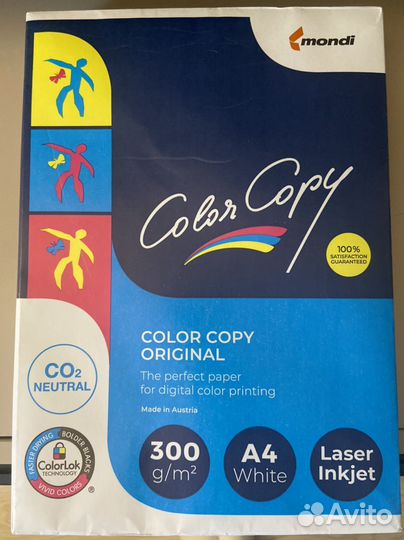 mondi
Color Copy
100%
SATISFACTION
GUARANTEED
COLOR COPY
ORIGINAL
The perfect paper
for digital color printing
Made in Austria
CO₂
NEUTRAL
FASTER DRYING
BOLDER BLACKS
ColorLok
TECHNOLOGY
VIVID COLORS
®
300
g/m²
A4
White
Laser
Inkjet
Avito